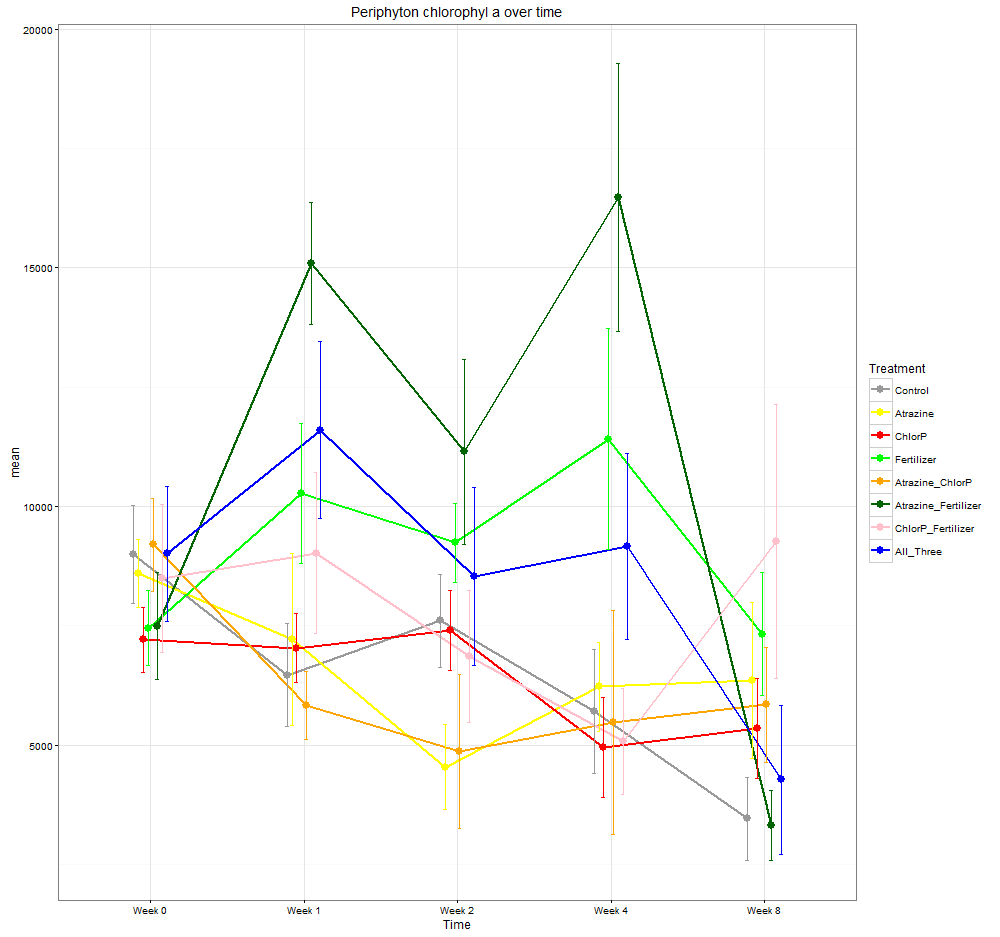 Periphyton chlorophyl a over time
20000
15000
10000
5000
mean
Week 0
Week 1
Week 2
Week 4
Week 8
Time
Treatment
Control
Atrazine
ChlorP
Fertilizer
Atrazine_ChlorP
Atrazine_Fertilizer
ChlorP_Fertilizer
All_Three